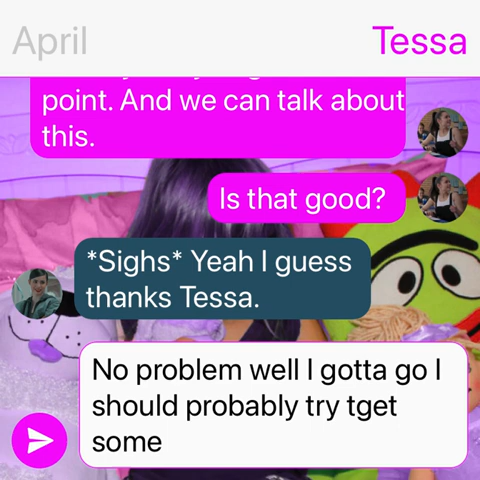 April
Tessa
point. And we can talk about
this.
Is that good?
*Sighs* Yeah I guess
thanks Tessa.
No problem well I gotta go I
should probably try tget
some